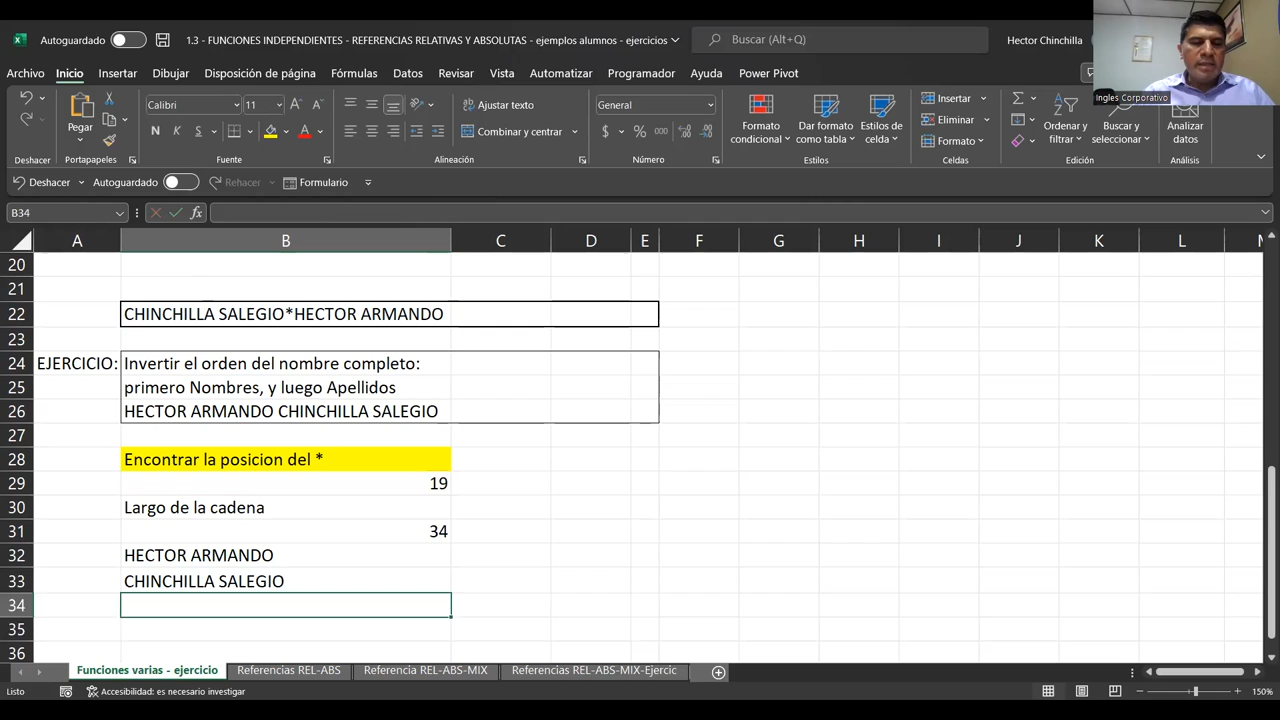 Autoguardado
1.3 - FUNCIONES INDEPENDIENTES - REFERENCIAS RELATIVAS Y ABSOLUTAS - ejemplos alumnos - ejercicios
Buscar (Alt+Q)
Hector Chinchilla
Ingles Corporativo
Archivo Inicio Insertar Dibujar Disposición de página Fórmulas Datos Revisar Vista Automatizar Programador Ayuda Power Pivot
Pegar
Calibri 11
N K S
Ajustar texto
Combinar y centrar
General
$ % 000
Formato condicional
Dar formato como tabla
Estilos de celda
Insertar
Eliminar
Formato
Ordenar y filtrar
Buscar y seleccionar
Analizar datos
Deshacer Portapapeles Fuente Alineación Número Estilos Celdas Edición Análisis
Deshacer Autoguardado Rehacer Formulario
B34 fx
A B C D E F G H I J K L M
20
21
22 CHINCHILLA SALEGIO*HECTOR ARMANDO
23
24 EJERCICIO: Invertir el orden del nombre completo:
25 primero Nombres, y luego Apellidos
26 HECTOR ARMANDO CHINCHILLA SALEGIO
27
28 Encontrar la posicion del *
29 19
30 Largo de la cadena
31 34
32 HECTOR ARMANDO
33 CHINCHILLA SALEGIO
34
35
36
Funciones varias - ejercicio Referencias REL-ABS Referencia REL-ABS-MIX Referencias REL-ABS-MIX-Ejercic
Listo Accesibilidad: es necesario investigar 150%